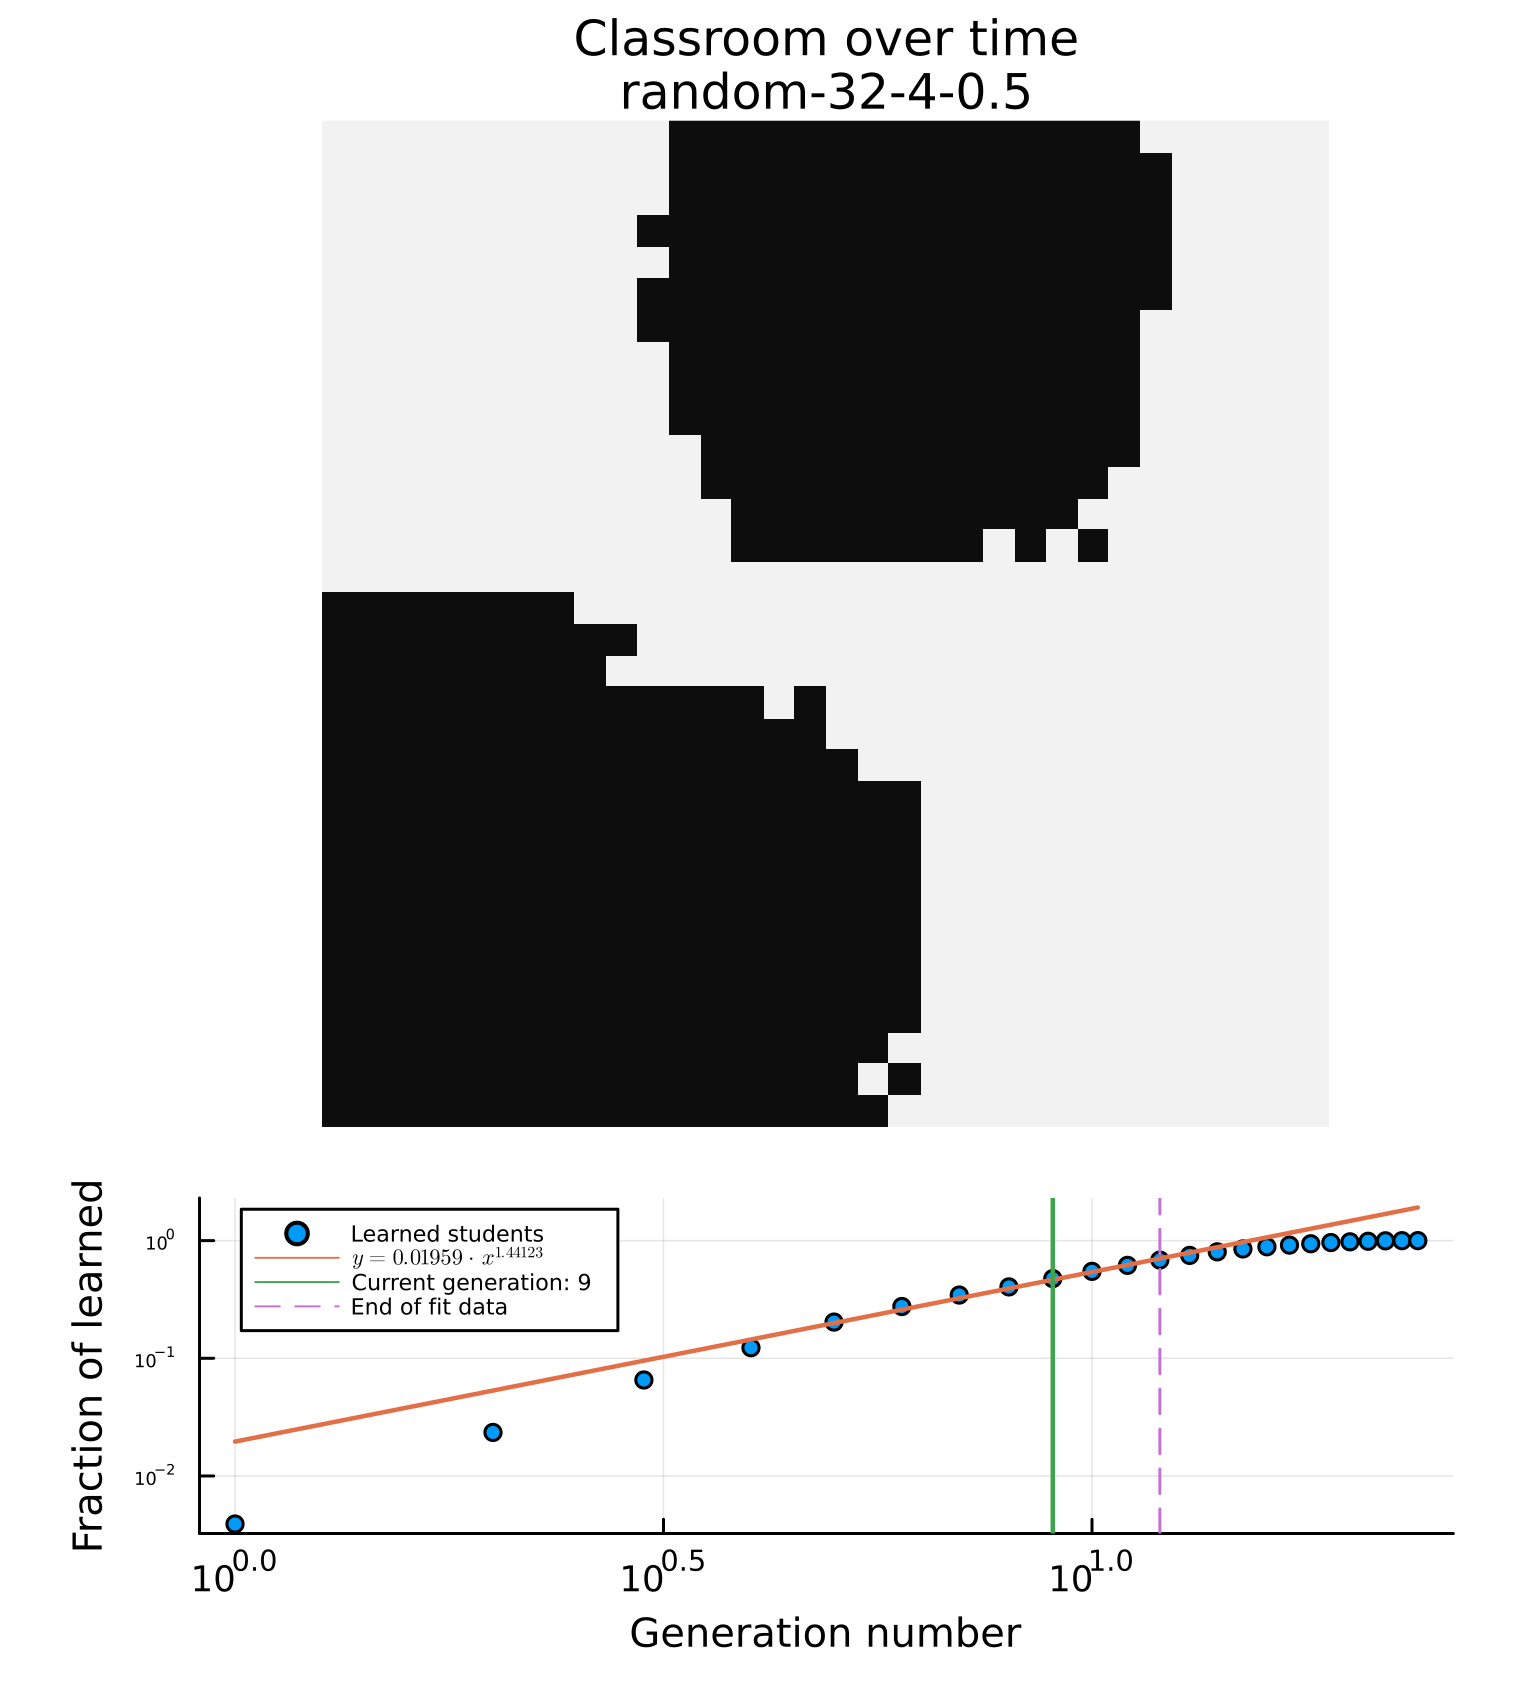 Classroom over time
random-32-4-0.5
Fraction of learned
10⁰
10⁻¹
10⁻²
Learned students
y = 0.01959 · x^1.44123
Current generation: 9
End of fit data
10^0.0
10^0.5
10^1.0
Generation number